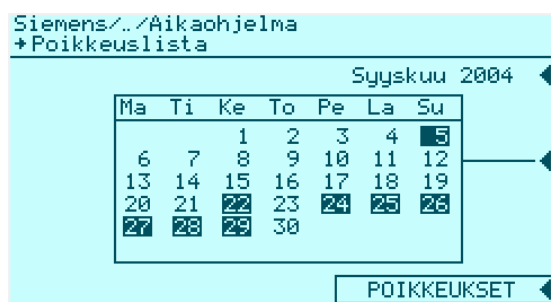 Siemens/../Aikaohjelma
→Poikkeuslista
Syyskuu 2004
Ma Ti Ke To Pe La Su
1 2 3 4 5
6 7 8 9 10 11 12
13 14 15 16 17 18 19
20 21 22 23 24 25 26
27 28 29 30
POIKKEUKSET